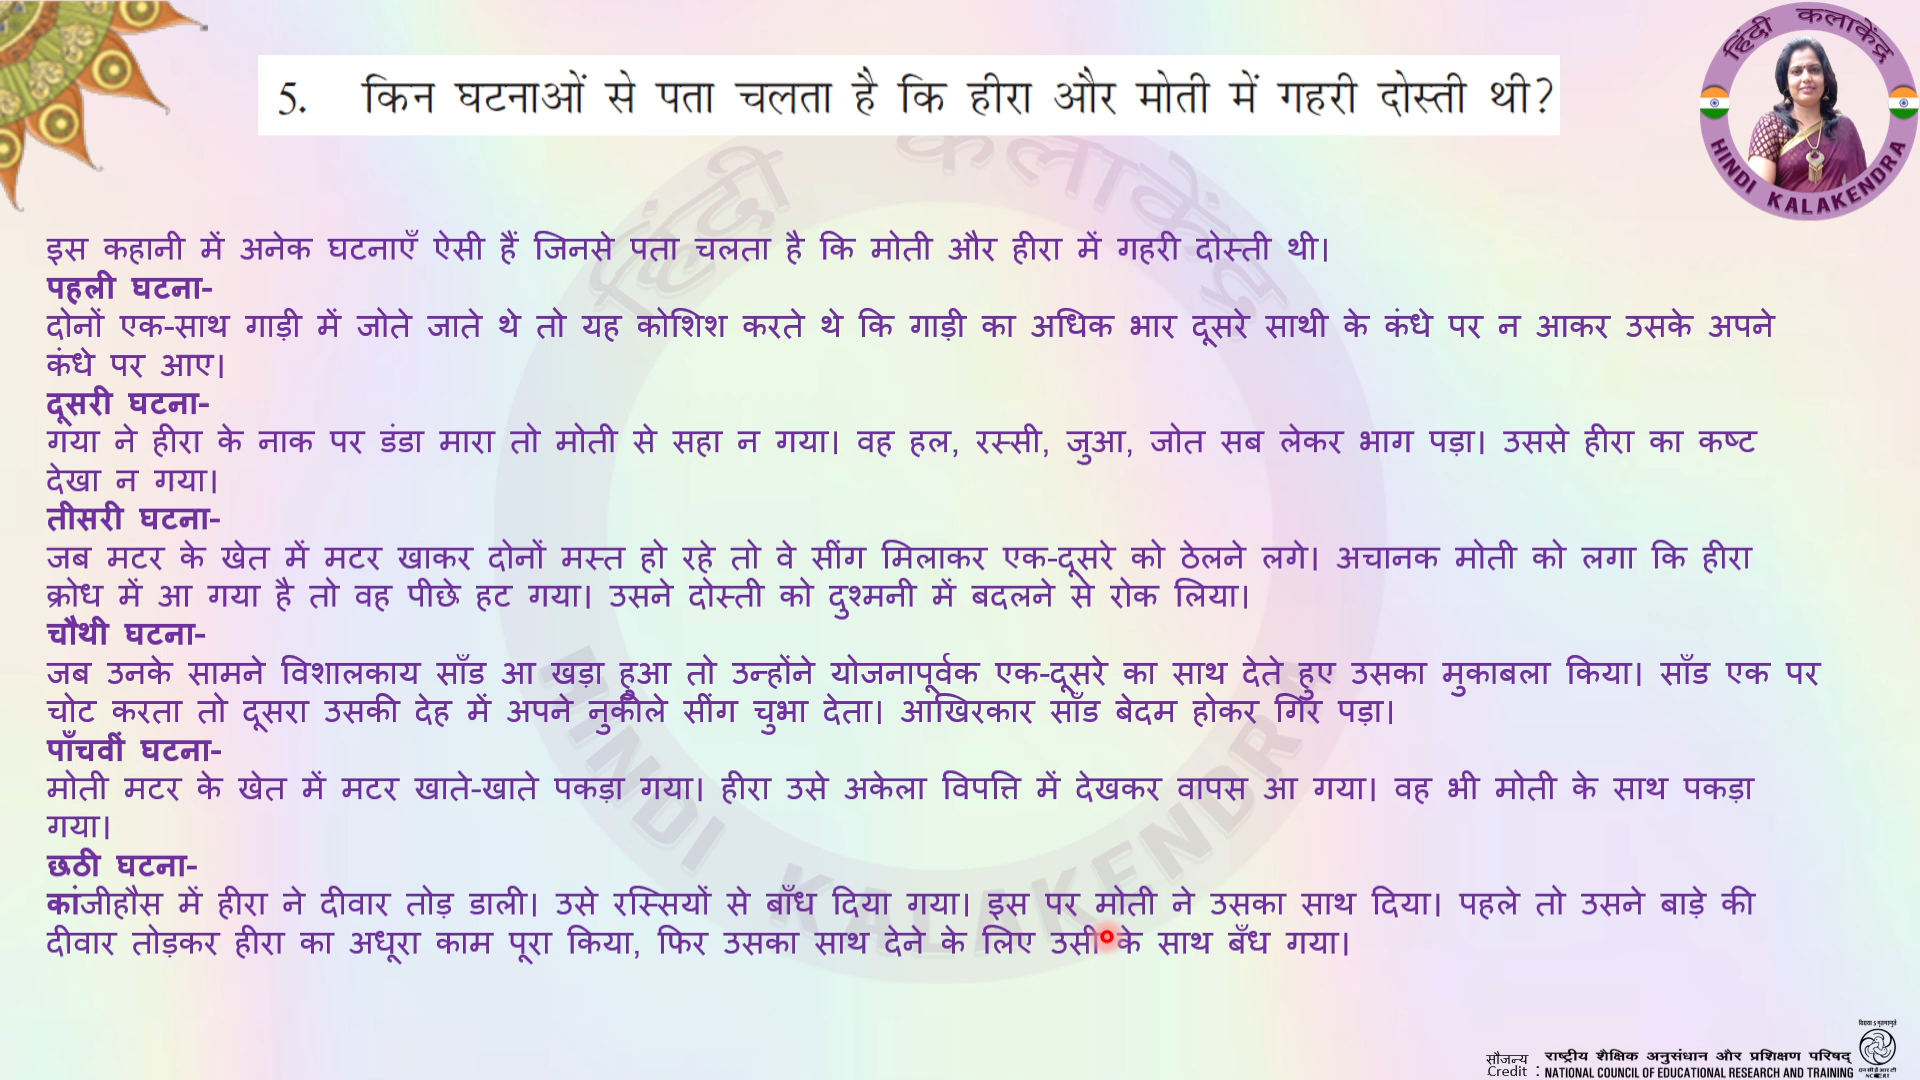 हिंदी कलाकेंद्र
HINDI KALAKENDRA
5. किन घटनाओं से पता चलता है कि हीरा और मोती में गहरी दोस्ती थी?
हिंदी कलाकेंद्र
इस कहानी में अनेक घटनाएँ ऐसी हैं जिनसे पता चलता है कि मोती और हीरा में गहरी दोस्ती थी।
पहली घटना-
दोनों एक-साथ गाड़ी में जोते जाते थे तो यह कोशिश करते थे कि गाड़ी का अधिक भार दूसरे साथी के कंधे पर न आकर उसके अपने
कंधे पर आए।
दूसरी घटना-
गया ने हीरा के नाक पर डंडा मारा तो मोती से सहा न गया। वह हल, रस्सी, जुआ, जोत सब लेकर भाग पड़ा। उससे हीरा का कष्ट
देखा न गया।
तीसरी घटना-
जब मटर के खेत में मटर खाकर दोनों मस्त हो रहे तो वे सींग मिलाकर एक-दूसरे को ठेलने लगे। अचानक मोती को लगा कि हीरा
क्रोध में आ गया है तो वह पीछे हट गया। उसने दोस्ती को दुश्मनी में बदलने से रोक लिया।
चौथी घटना-
जब उनके सामने विशालकाय साँड आ खड़ा हुआ तो उन्होंने योजनापूर्वक एक-दूसरे का साथ देते हुए उसका मुकाबला किया। साँड एक पर
चोट करता तो दूसरा उसकी देह में अपने नुकीले सींग चुभा देता। आखिरकार साँड बेदम होकर गिर पड़ा।
पाँचवीं घटना-
मोती मटर के खेत में मटर खाते-खाते पकड़ा गया। हीरा उसे अकेला विपत्ति में देखकर वापस आ गया। वह भी मोती के साथ पकड़ा
गया।
छठी घटना-
कांजीहौस में हीरा ने दीवार तोड़ डाली। उसे रस्सियों से बाँध दिया गया। इस पर मोती ने उसका साथ दिया। पहले तो उसने बाड़े की
दीवार तोड़कर हीरा का अधूरा काम पूरा किया, फिर उसका साथ देने के लिए उसी के साथ बँध गया।
HINDI KALAKENDRA
सौजन्य राष्ट्रीय शैक्षिक अनुसंधान और प्रशिक्षण परिषद्
Credit : NATIONAL COUNCIL OF EDUCATIONAL RESEARCH AND TRAINING